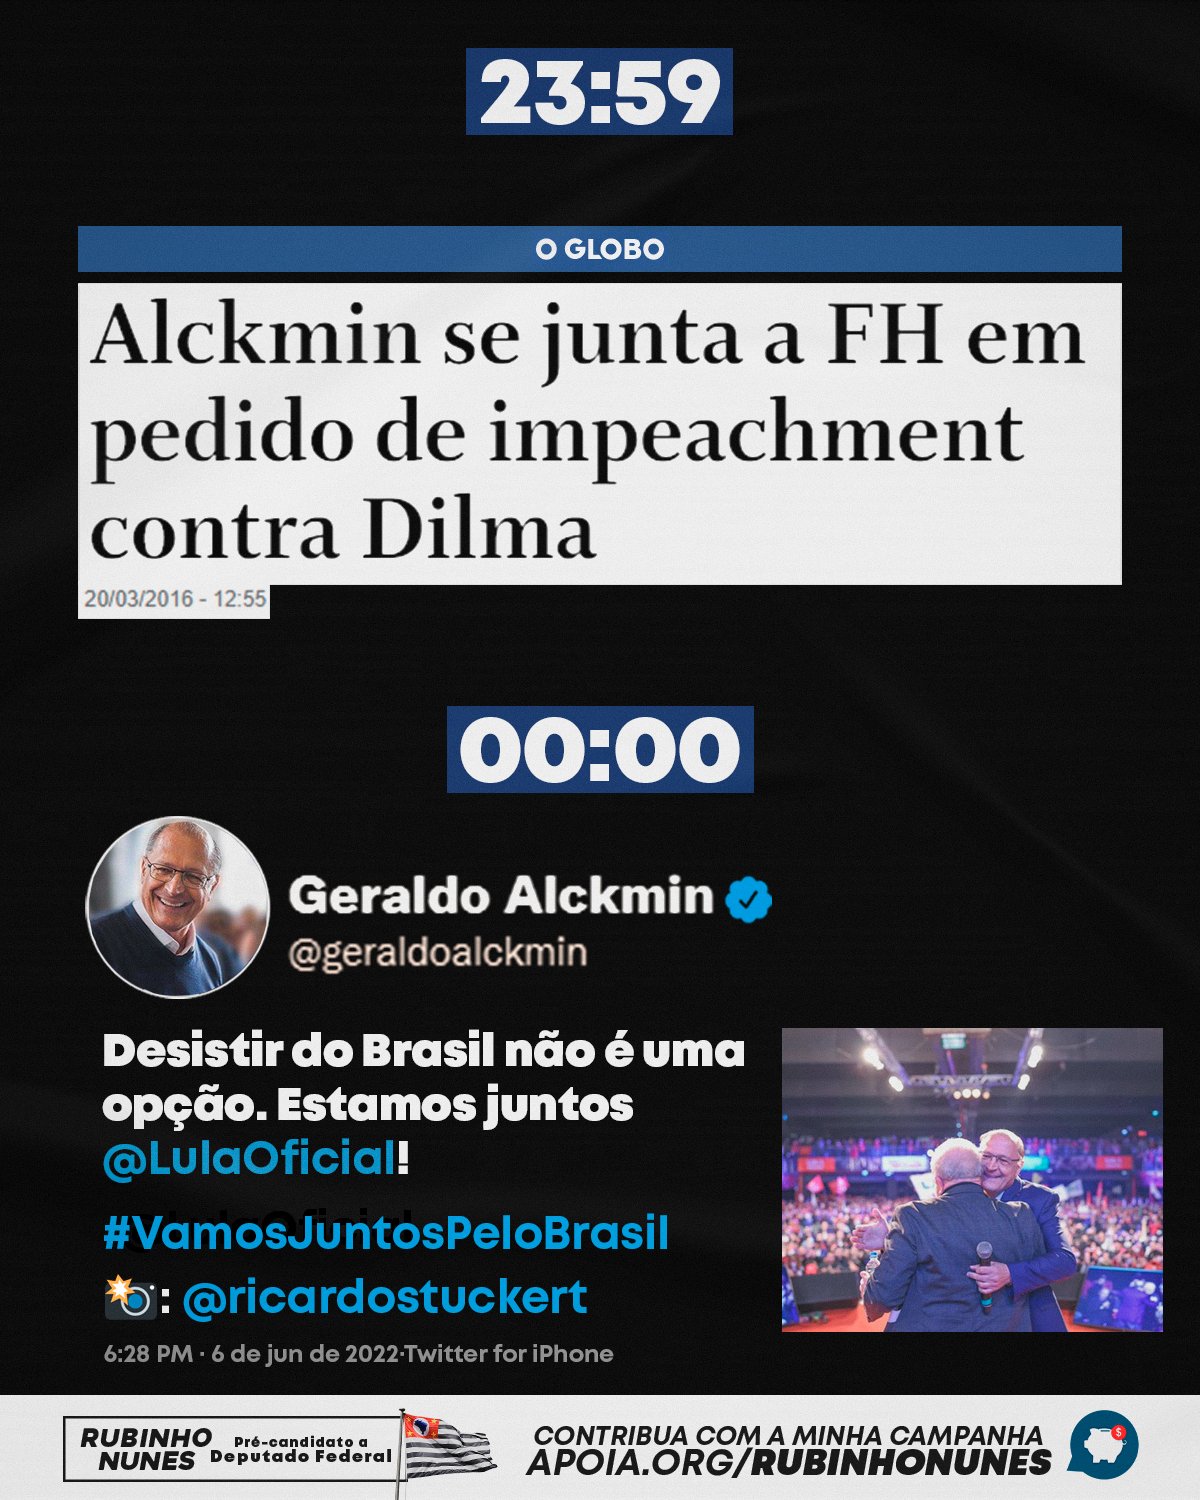 23:59
O GLOBO
Alckmin se junta a FH em
pedido de impeachment
contra Dilma
20/03/2016 - 12:55
00:00
Geraldo Alckmin
@geraldoalckmin
Desistir do Brasil não é uma
opção. Estamos juntos
@LulaOficial!
#VamosJuntosPeloBrasil
: @ricardostuckert
6:28 PM · 6 de jun de 2022·Twitter for iPhone
RUBINHO
NUNES
Pré-candidato a
Deputado Federal
CONTRIBUA COM A MINHA CAMPANHA
APOIA.ORG/RUBINHONUNES
$